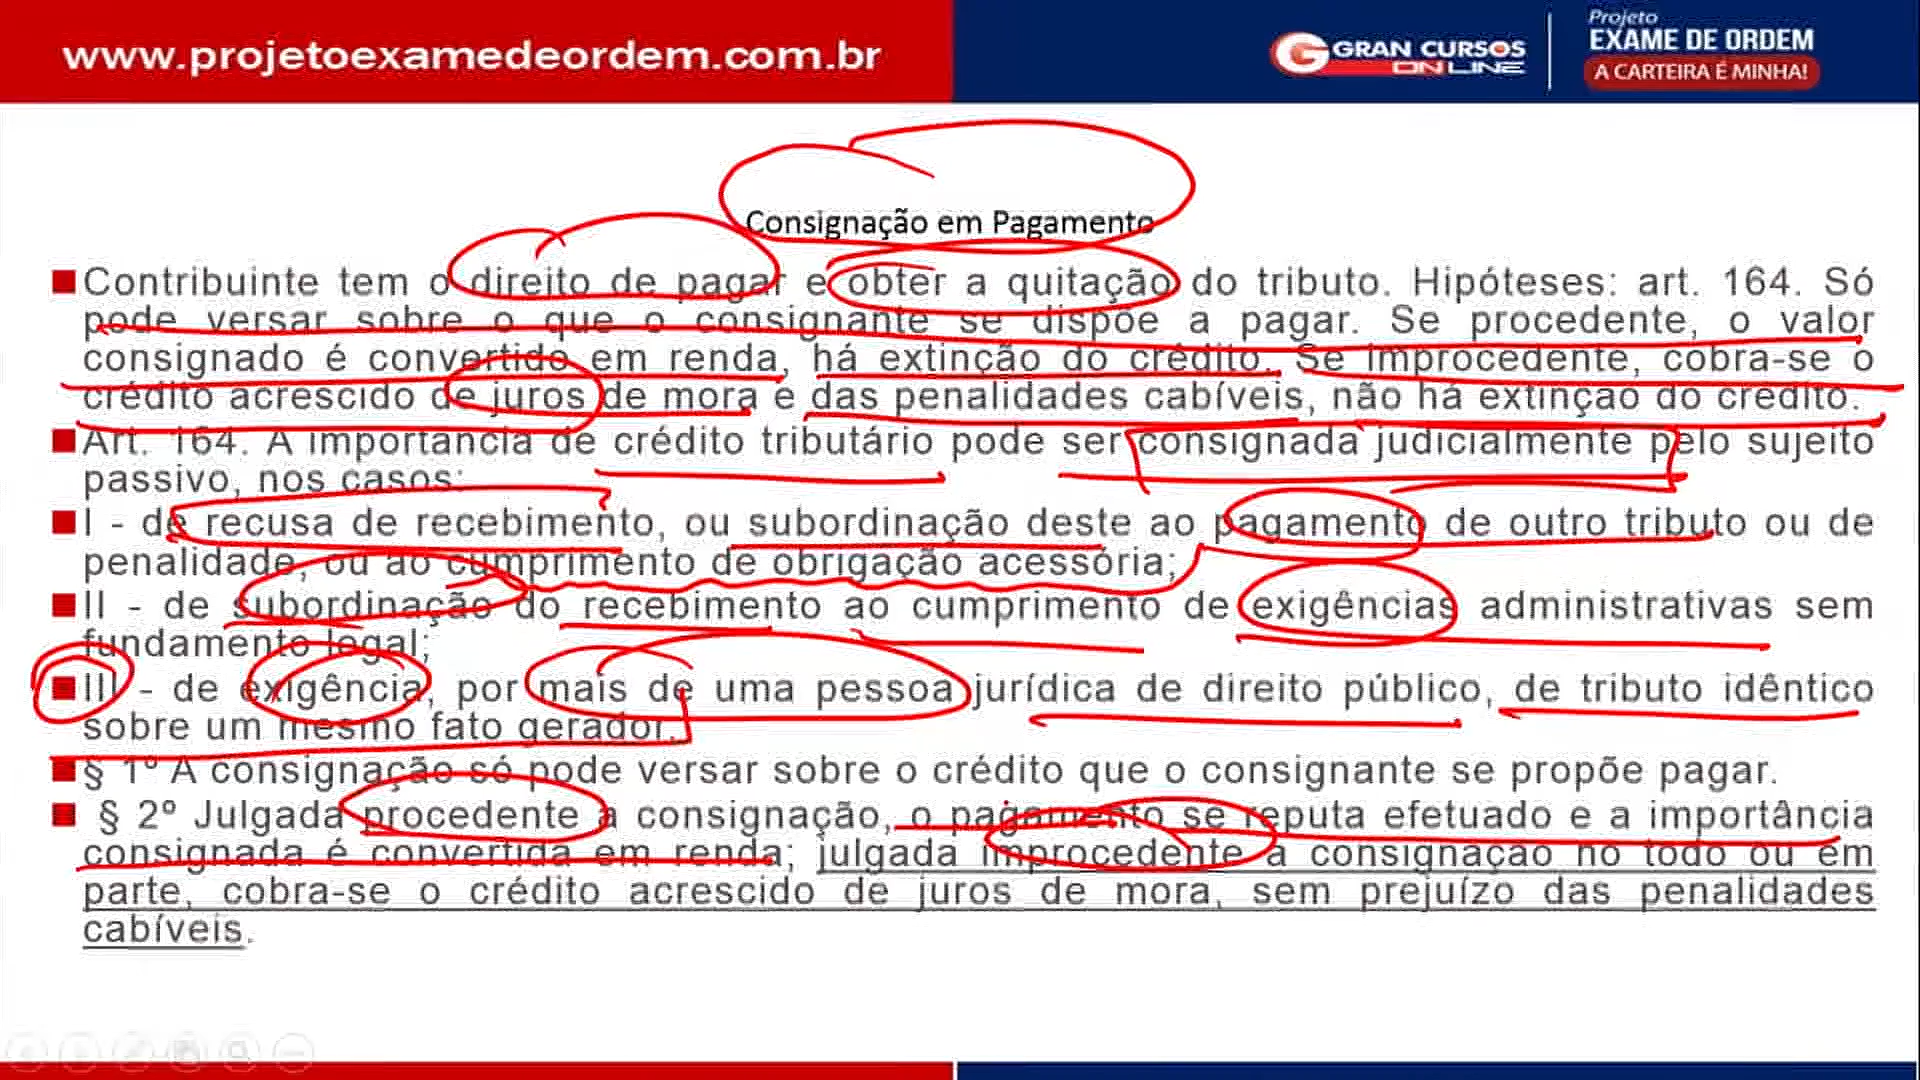 www.projetoexamedeordem.com.br
GRAN CURSOS
ONLINE
Projeto
EXAME DE ORDEM
A CARTEIRA É MINHA!
Consignação em Pagamento
Contribuinte tem o direito de pagar e obter a quitação do tributo. Hipóteses: art. 164. Só
pode versar sobre o que o consignante se dispõe a pagar. Se procedente, o valor
consignado é convertido em renda, há extinção do crédito. Se improcedente, cobra-se o
crédito acrescido de juros de mora e das penalidades cabíveis, não há extinção do crédito.
Art. 164. A importância de crédito tributário pode ser consignada judicialmente pelo sujeito
passivo, nos casos:
I - de recusa de recebimento, ou subordinação deste ao pagamento de outro tributo ou de
penalidade, ou ao cumprimento de obrigação acessória;
II - de subordinação do recebimento ao cumprimento de exigências administrativas sem
fundamento legal;
III - de exigência, por mais de uma pessoa jurídica de direito público, de tributo idêntico
sobre um mesmo fato gerador.
§ 1º A consignação só pode versar sobre o crédito que o consignante se propõe pagar.
§ 2º Julgada procedente a consignação, o pagamento se reputa efetuado e a importância
consignada é convertida em renda; julgada improcedente a consignação no todo ou em
parte, cobra-se o crédito acrescido de juros de mora, sem prejuízo das penalidades
cabíveis.